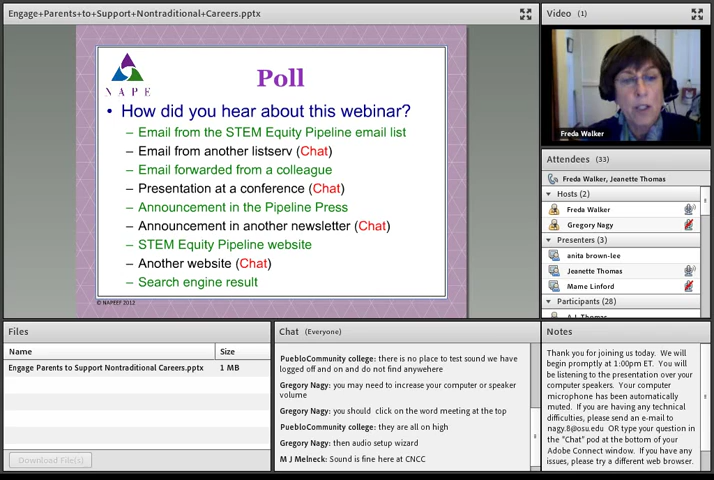 Engage+Parents+to+Support+Nontraditional+Careers.pptx
NAPE
Poll
• How did you hear about this webinar?
– Email from the STEM Equity Pipeline email list
– Email from another listserv (Chat)
– Email forwarded from a colleague
– Presentation at a conference (Chat)
– Announcement in the Pipeline Press
– Announcement in another newsletter (Chat)
– STEM Equity Pipeline website
– Another website (Chat)
– Search engine result
© NAPEEF 2012
Video (1)
Freda Walker
Attendees (33)
Freda Walker, Jeanette Thomas
Hosts (2)
Freda Walker
Gregory Nagy
Presenters (3)
anita brown-lee
Jeanette Thomas
Mame Linford
Participants (28)
A J Thomas
Files
Name Size
Engage Parents to Support Nontraditional Careers.pptx 1 MB
Download File(s)
Chat (Everyone)
PuebloCommunity college: there is no place to test sound we have
logged off and on and do not find anywhere
Gregory Nagy: you may need to increase your computer or speaker
volume
Gregory Nagy: you should click on the word meeting at the top
PuebloCommunity college: they are all on high
Gregory Nagy: then audio setup wizard
M J Melneck: Sound is fine here at CNCC
Notes
Thank you for joining us today. We will
begin promptly at 1:00pm ET. You will
be listening to the presentation over your
computer speakers. Your computer
microphone has been automatically
muted. If you are having any technical
difficulties, please send an e-mail to
nagy.8@osu.edu OR type your question in
the "Chat" pod at the bottom of your
Adobe Connect window. If you have any
issues, please try a different web browser.